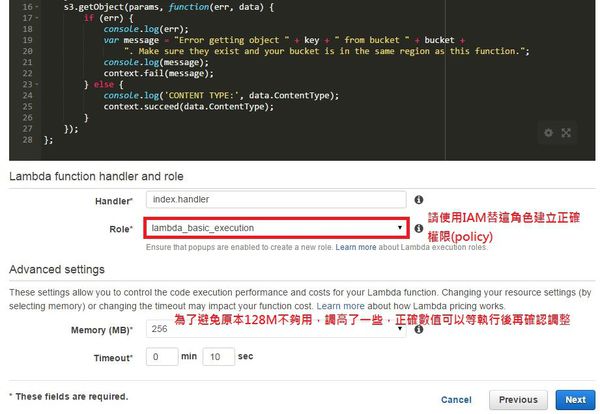 16 s3.getObject(params, function(err, data) {
17 if (err) {
18 console.log(err);
19 var message = "Error getting object " + key + " from bucket " + bucket +
20 ". Make sure they exist and your bucket is in the same region as this function.";
21 console.log(message);
22 context.fail(message);
23 } else {
24 console.log('CONTENT TYPE:', data.ContentType);
25 context.succeed(data.ContentType);
26 }
27 });
28 };
Lambda function handler and role
Handler* index.handler
Role* lambda_basic_execution 請使用IAM替這角色建立正確
權限(policy)
Ensure that popups are enabled to create a new role. Learn more about Lambda execution roles.
Advanced settings
These settings allow you to control the code execution performance and costs for your Lambda function. Changing your resource settings (by
selecting memory) or changing the timeout may impact your function cost. Learn more about how Lambda pricing works.
Memory (MB)* 256 為了避免原本128M不夠用，調高了一些，正確數值可以等執行後再確認調整
Timeout* 0 min 10 sec
* These fields are required. Cancel Previous Next